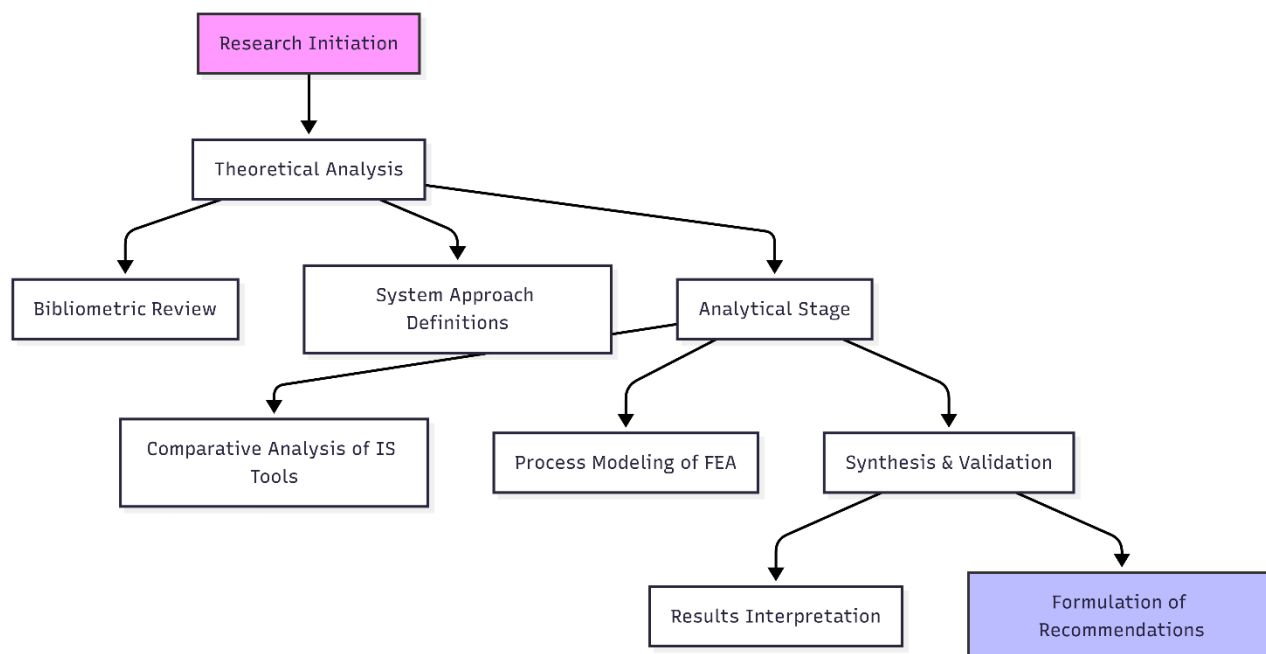 Research Initiation
Theoretical Analysis
Bibliometric Review
System Approach
Definitions
Analytical Stage
Comparative Analysis of IS
Tools
Process Modeling of FEA
Synthesis & Validation
Results Interpretation
Formulation of
Recommendations